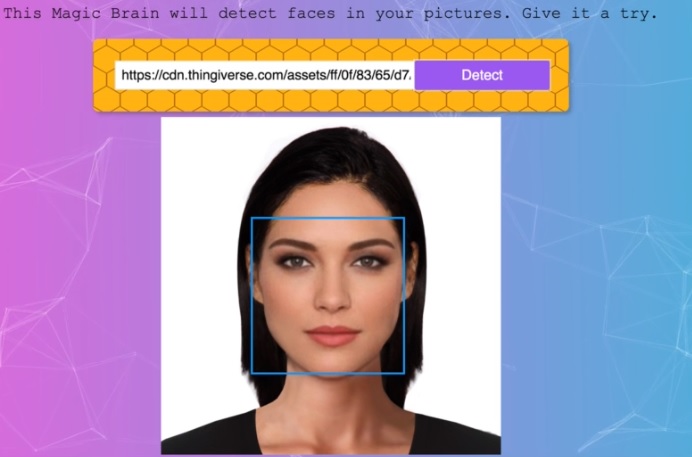 This Magic Brain will detect faces in your pictures. Give it a try.
https://cdn.thingiverse.com/assets/ff/0f/83/65/d7. Detect